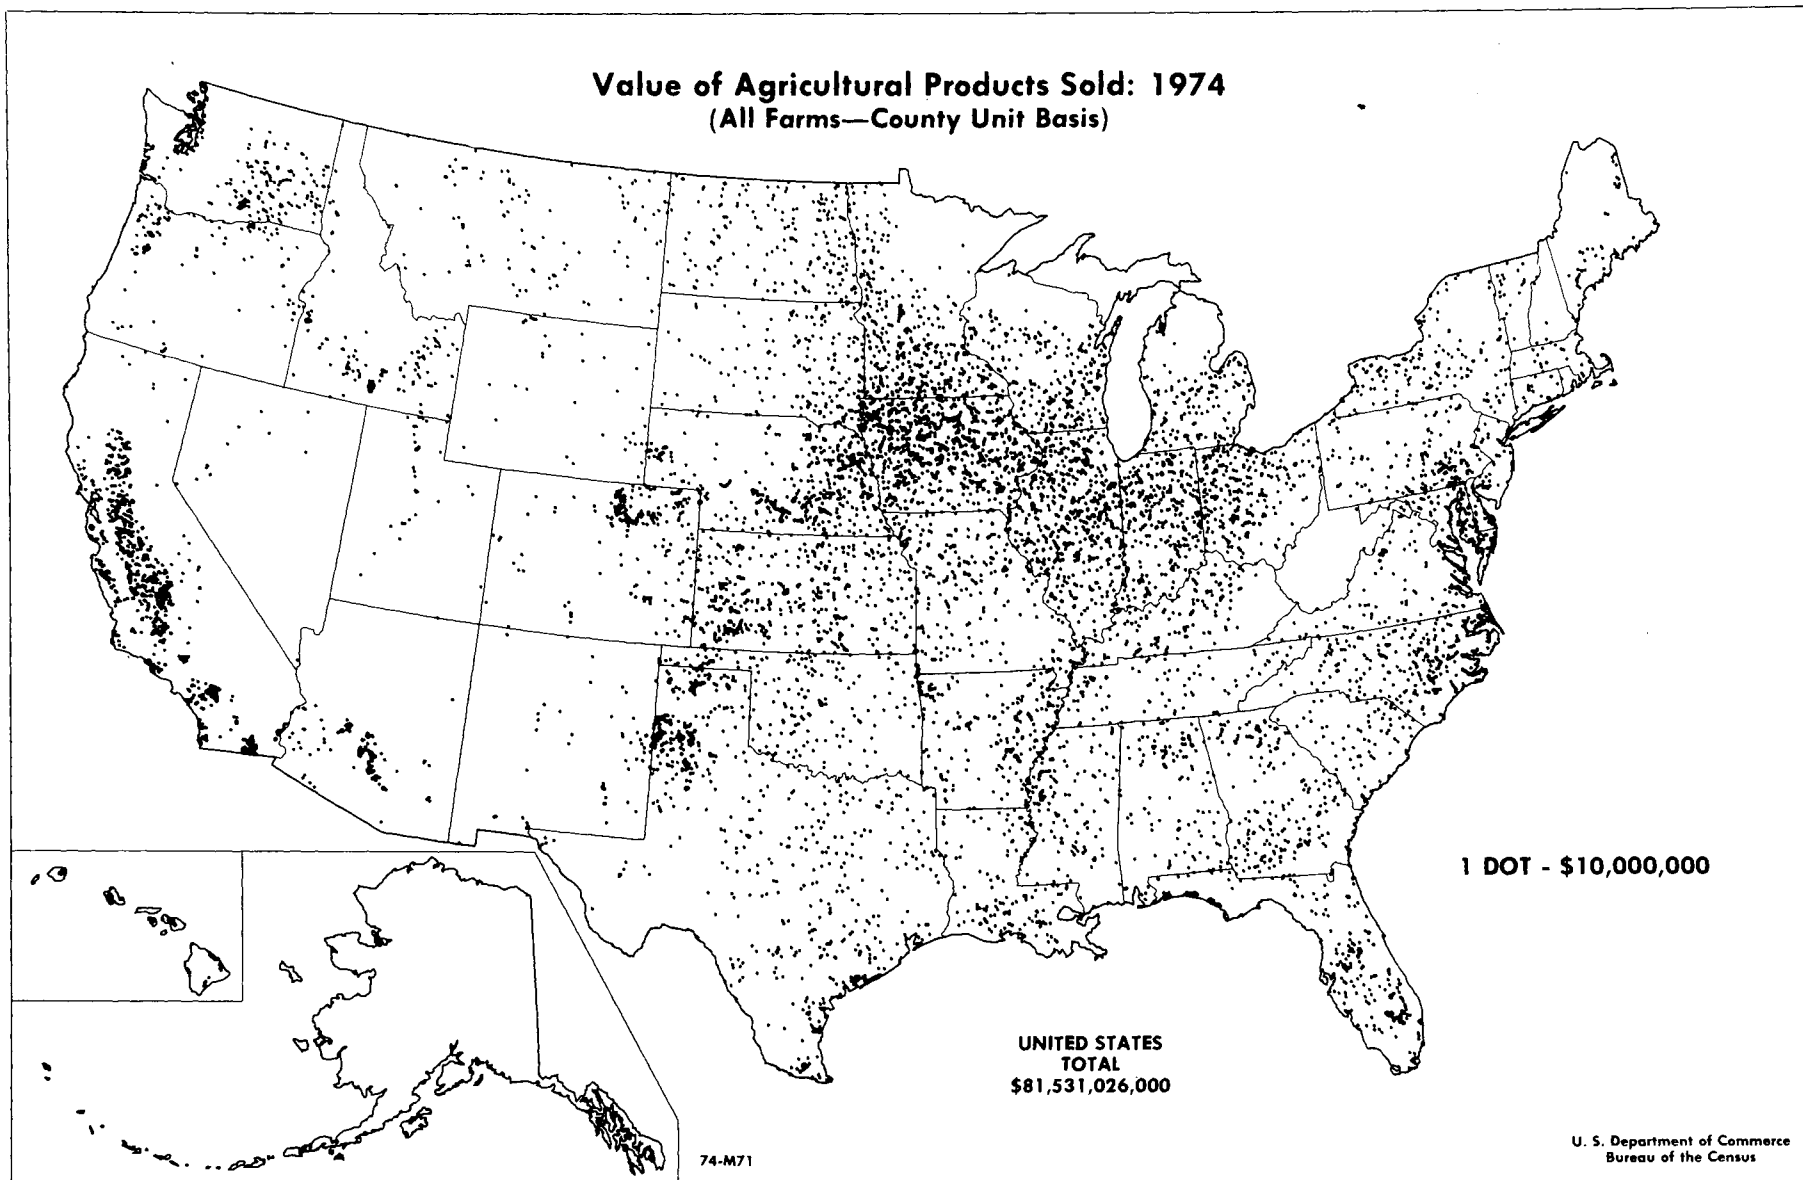 Value of Agricultural Products Sold: 1974
(All Farms—County Unit Basis)
1 DOT - $10,000,000
UNITED STATES
TOTAL
$81,531,026,000
74-M71
U. S. Department of Commerce
Bureau of the Census